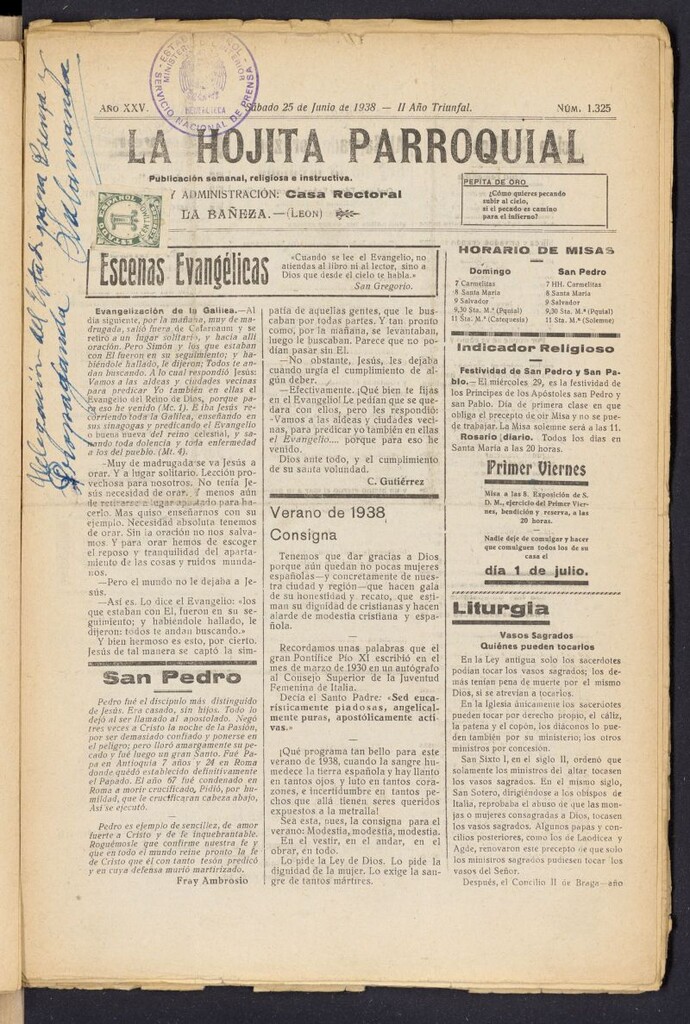 AÑO XXV. Sábado 25 de Junio de 1938. — II Año Triunfal. NÚM. 1.325
LA HOJITA PARROQUIAL
Publicación semanal, religiosa e instructiva.
Y ADMINISTRACIÓN: Casa Rectoral
LA BAÑEZA.—(LEON)
PEPITA DE ORO
¿Cómo quieres pecando
subir al cielo,
si el pecado es camino
para el infierno?
SERVICIO NACIONAL DE PRENSA
Delegación del Estado para Prensa y
Propaganda
Salamanca
Escenas Evangélicas
«Cuando se lee el Evangelio, no
atiendas al libro ni al lector, sino a
Dios que desde el cielo te habla.»
San Gregorio.
Evangelización de la Galilea.—Al
día siguiente, por la mañana, muy de ma-
drugada, salió fuera de Cafarnaum y se
retiró a un lugar solitario, y hacía allí
oración. Pero Simón y los que estaban
con El fueron en su seguimiento; y ha-
biéndole hallado, le dijeron: Todos te an-
dan buscando. A lo cual respondió Jesús:
Vamos a las aldeas y ciudades vecinas
para predicar Yo también en ellas el
Evangelio del Reino de Dios, porque pa-
ra eso he venido (Mc. 1). E iba Jesús re-
corriendo toda la Galilea, enseñando en
sus sinagogas y predicando el Evangelio
o buena nueva del reino celestial, y sa-
nando toda dolencia y toda enfermedad
a los del pueblo. (Mt. 4).
-Muy de madrugada se va Jesús a
orar. Y a lugar solitario. Lección pro-
vechosa para nosotros. No tenía Je-
sús necesidad de orar. Y menos aún
de retirarse a lugar apartado para ha-
cerlo. Mas quiso enseñarnos con su
ejemplo. Necesidad absoluta tenemos
de orar. Sin la oración no nos salva-
mos. Y para orar hemos de escoger
el reposo y tranquilidad del aparta-
miento de las cosas y ruidos munda-
nos.
—Pero el mundo no le dejaba a Je-
sús.
—Así es. Lo dice el Evangelio: «los
que estaban con El, fueron en su se-
guimiento; y habiéndole hallado, le
dijeron: todos te andan buscando.»
Y bien hermoso es esto, por cierto.
Jesús de tal manera se captó la sim-
San Pedro
Pedro fué el discípulo más distinguido
de Jesús. Era casado, sin hijos. Todo lo
dejó al ser llamado al apostolado. Negó
tres veces a Cristo la noche de la Pasión,
por ser demasiado confiado y ponerse en
el peligro; pero lloró amargamente su pe-
cado y fué luego un gran Santo. Fué Pa-
pa en Antioquía 7 años y 24 en Roma
donde quedó establecido definitivamente el
Papado. El año 67 fué condenado en
Roma a morir crucificado, Pidió, por hu-
mildad, que le crucificaran cabeza abajo,
Así se ejecutó.
Pedro es ejemplo de sencillez, de amor
fuerte a Cristo y de fe inquebrantable.
Roguémosle que confirme nuestra fe y
que en todo el mundo reine pronto la fe
de Cristo que él con tanto tesón predicó
y en cuya defensa murió martirizado.
Fray Ambrosio
patía de aquellas gentes, que le bus-
caban por todas partes. Y tan pronto
como, por la mañana, se levantaban,
luego le buscaban. Parece que no po-
dían pasar sin El.
—No obstante, Jesús, les dejaba
cuando urgía el cumplimiento de al-
gún deber.
—Efectivamente. ¡Qué bien te fijas
en el Evangelio! Le pedían que se que-
dara con ellos, pero les respondió:
«Vamos a las aldeas y ciudades veci-
nas, para predicar yo también en ellas
el Evangelio... porque para eso he
venido.
Dios ante todo, y el cumplimiento
de su santa voluntad.
C. Gutiérrez
Verano de 1938
Consigna
Tenemos que dar gracias a Dios
porque aún quedan no pocas mujeres
españolas—y concretamente de nues-
tra ciudad y región—que hacen gala
de su honestidad y recato, que esti-
man su dignidad de cristianas y hacen
alarde de modestia cristiana y espa-
ñola.
Recordamos unas palabras que el
gran Pontífice Pío XI escribió en el
mes de marzo de 1930 en un autógrafo
al Consejo Superior de la Juventud
Femenina de Italia.
Decía el Santo Padre: «Sed euca-
rísticamente piadosas, angelical-
mente puras, apostólicamente acti-
vas.»
¡Qué programa tan bello para este
verano de 1938, cuando la sangre hu-
medece la tierra española y hay llanto
en tantos ojos y luto en tantos cora-
zones, e incertidumbre en tantos pe-
chos que allá tienen seres queridos
expuestos a la metralla!
Sea esta, nues, la consigna para el
verano: Modestia, modestia, modestia.
En el vestir, en el andar, en el
obrar, en todo.
Lo pide la Ley de Dios. Lo pide la
dignidad de la mujer. Lo exige la san-
gre de tantos mártires.
HORARIO DE MISAS
Domingo San Pedro
7 Carmelitas 7 HH. Carmelitas
8 Santa María 8 Santa María
9 Salvador 9 Salvador
9,30 Sta. M.ª (Pquial) 9,30 Sta. M.ª (Pquial)
11 Sta. M.ª (Catequesis) 11 Sta. M.ª (Solemne)
Indicador Religioso
Festividad de San Pedro y San Pa-
blo.—El miércoles 29, es la festividad de
los Príncipes de los Apóstoles san Pedro y
san Pablo. Día de primera clase en que
obliga el precepto de oir Misa y no se pue-
de trabajar. La Misa solemne será a las 11.
Rosario diario. Todos los días en
Santa María a las 20 horas.
Primer Viernes
Misa a las 8. Exposición de S.
D. M., ejercicio del Primer Vier-
nes, bendición y reserva, a las
20 horas.
Nadie deje de comulgar y hacer
que comulguen todos los de su
casa el
día 1 de julio.
Liturgia
Vasos Sagrados
Quiénes pueden tocarlos
En la Ley antigua solo los sacerdotes
podían tocar los vasos sagrados; los de-
más tenían pena de muerte por el mismo
Dios, si se atrevían a tocarlos.
En la Iglesia únicamente los sacerdotes
pueden tocar por derecho propio, el cáliz,
la patena y el copón, los diáconos lo pue-
den también por su ministerio; los otros
ministros por concesión.
San Sixto I, en el siglo II, ordenó que
solamente los ministros del altar tocasen
los vasos sagrados. En el mismo siglo,
San Sotero, dirigiéndose a los obispos de
Italia, reprobaba el abuso de que las mon-
jas o mujeres consagradas a Dios, tocasen
los vasos sagrados. Algunos papas y con-
cilios posteriores, como los de Laodicea y
Agde, renovaron este precepto de que solo
los ministros sagrados pudiesen tocar los
vasos del Señor.
Después, el Concilio II de Braga—año